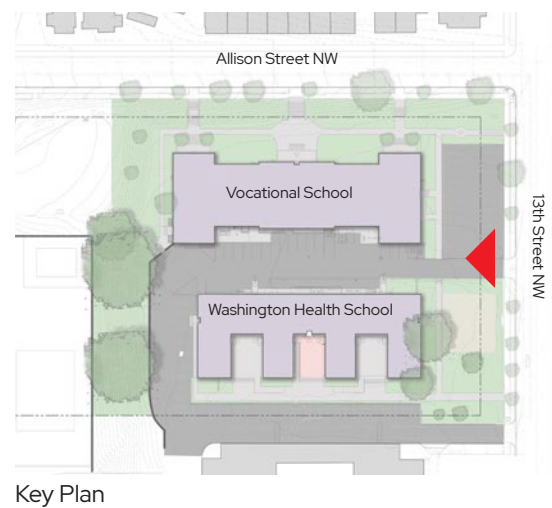 Allison Street NW
Vocational School
13th Street NW
Washington Health School
Key Plan